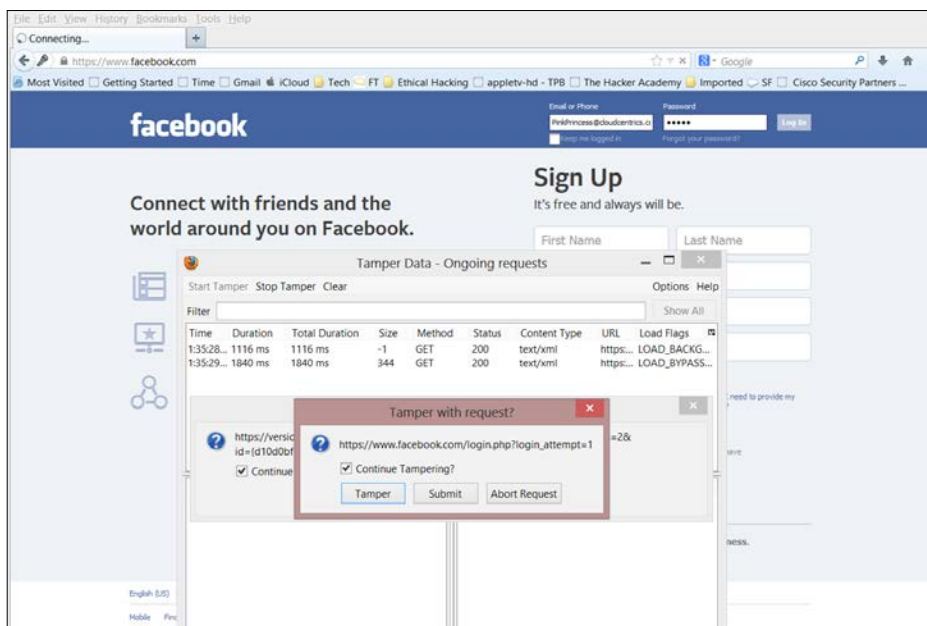 File Edit View History Bookmarks Tools Help
Connecting...
https://www.facebook.com
Google
Most Visited Getting Started Time Gmail iCloud Tech FT Ethical Hacking appletv-hd - TPB The Hacker Academy Imported SF Cisco Security Partners ...
facebook
Email or Phone Password
PinkPrincess@cloudcentrics.c Log In
Keep me logged in Forgot your password?
Connect with friends and the
world around you on Facebook.
Sign Up
It's free and always will be.
First Name Last Name
Tamper Data - Ongoing requests
Start Tamper Stop Tamper Clear Options Help
Filter Show All
Time Duration Total Duration Size Method Status Content Type URL Load Flags
1:35:28... 1116 ms 1116 ms -1 GET 200 text/xml https:... LOAD_BACKG...
1:35:29... 1840 ms 1840 ms 344 GET 200 text/xml https:... LOAD_BYPASS...
need to provide my
Tamper with request?
https://versi =2&
id={d10d0bf
Continue
https://www.facebook.com/login.php?login_attempt=1
Continue Tampering?
Tamper Submit Abort Request
ness.
English (US)
Mobile